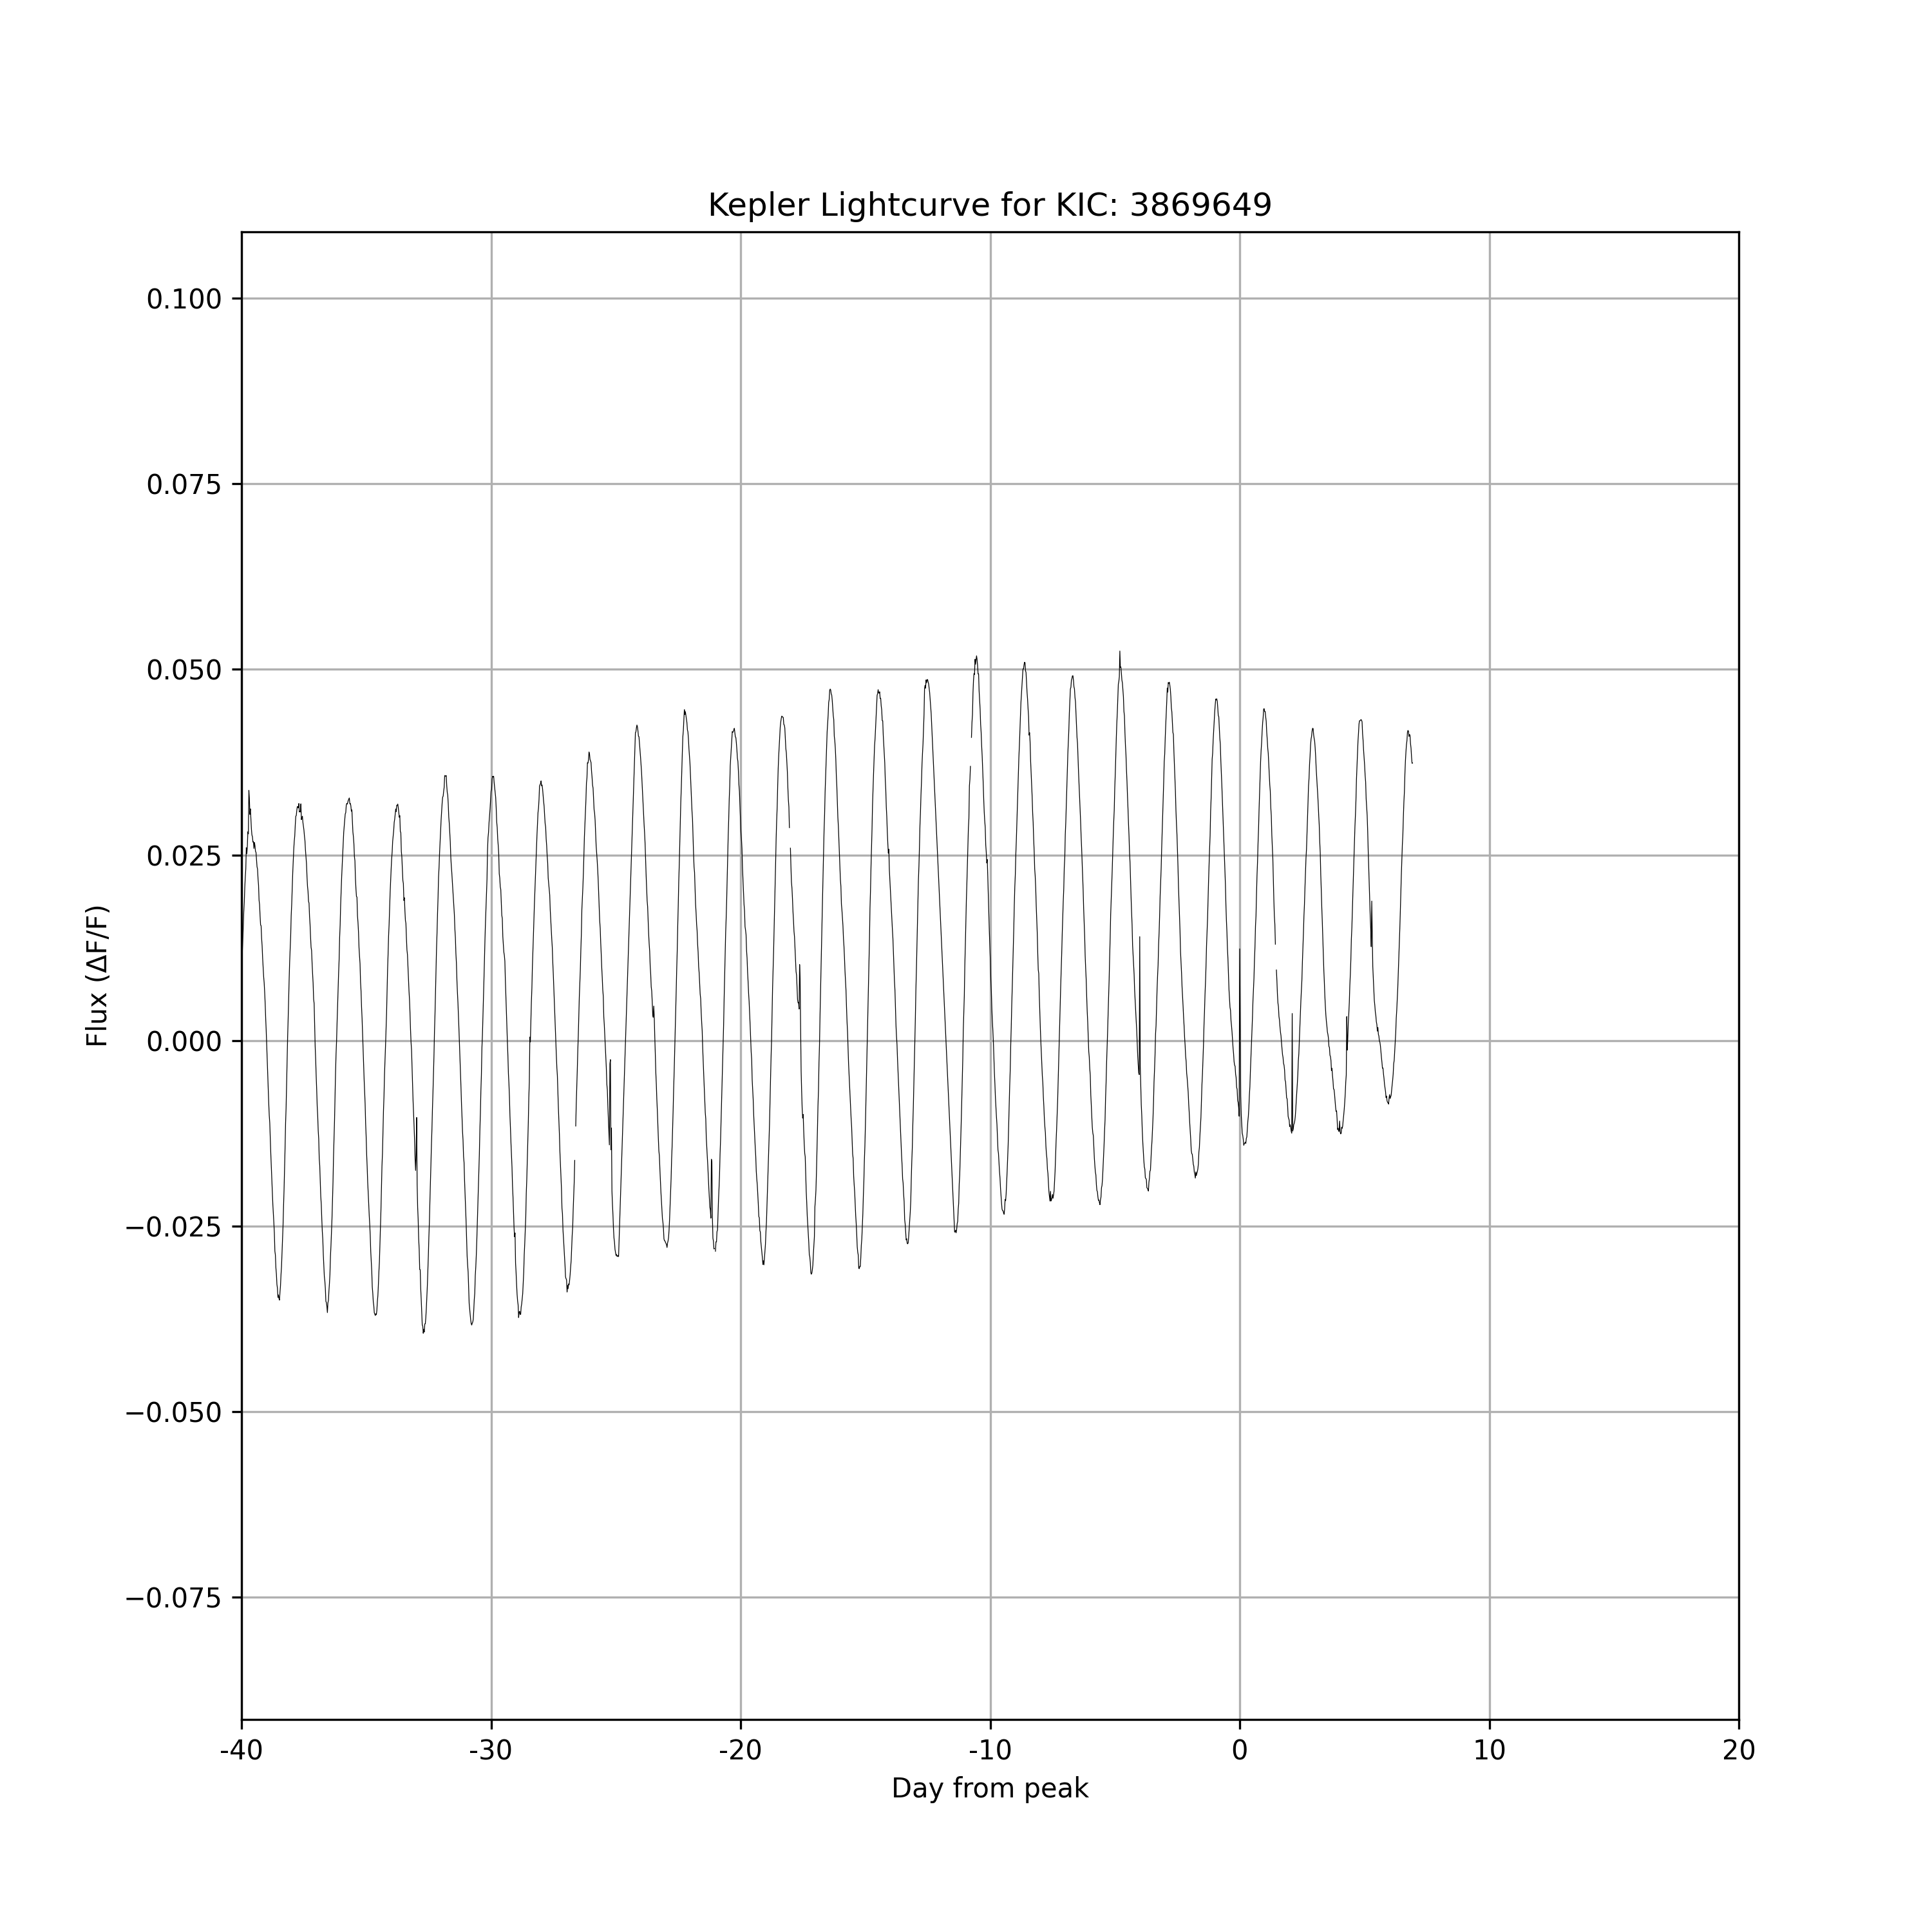 Kepler Lightcurve for KIC: 3869649
Flux (ΔF/F)
0.100
0.075
0.050
0.025
0.000
−0.025
−0.050
−0.075
-40 -30 -20 -10 0 10 20
Day from peak